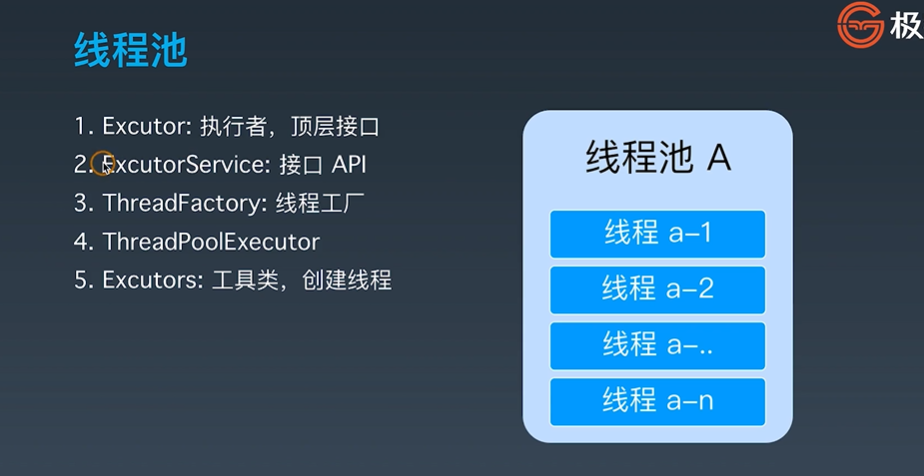 极
线程池
1. Excutor: 执行者，顶层接口
2. ExcutorService: 接口 API
3. ThreadFactory: 线程工厂
4. ThreadPoolExecutor
5. Excutors: 工具类，创建线程
线程池 A
线程 a–1
线程 a–2
线程 a–..
线程 a–n